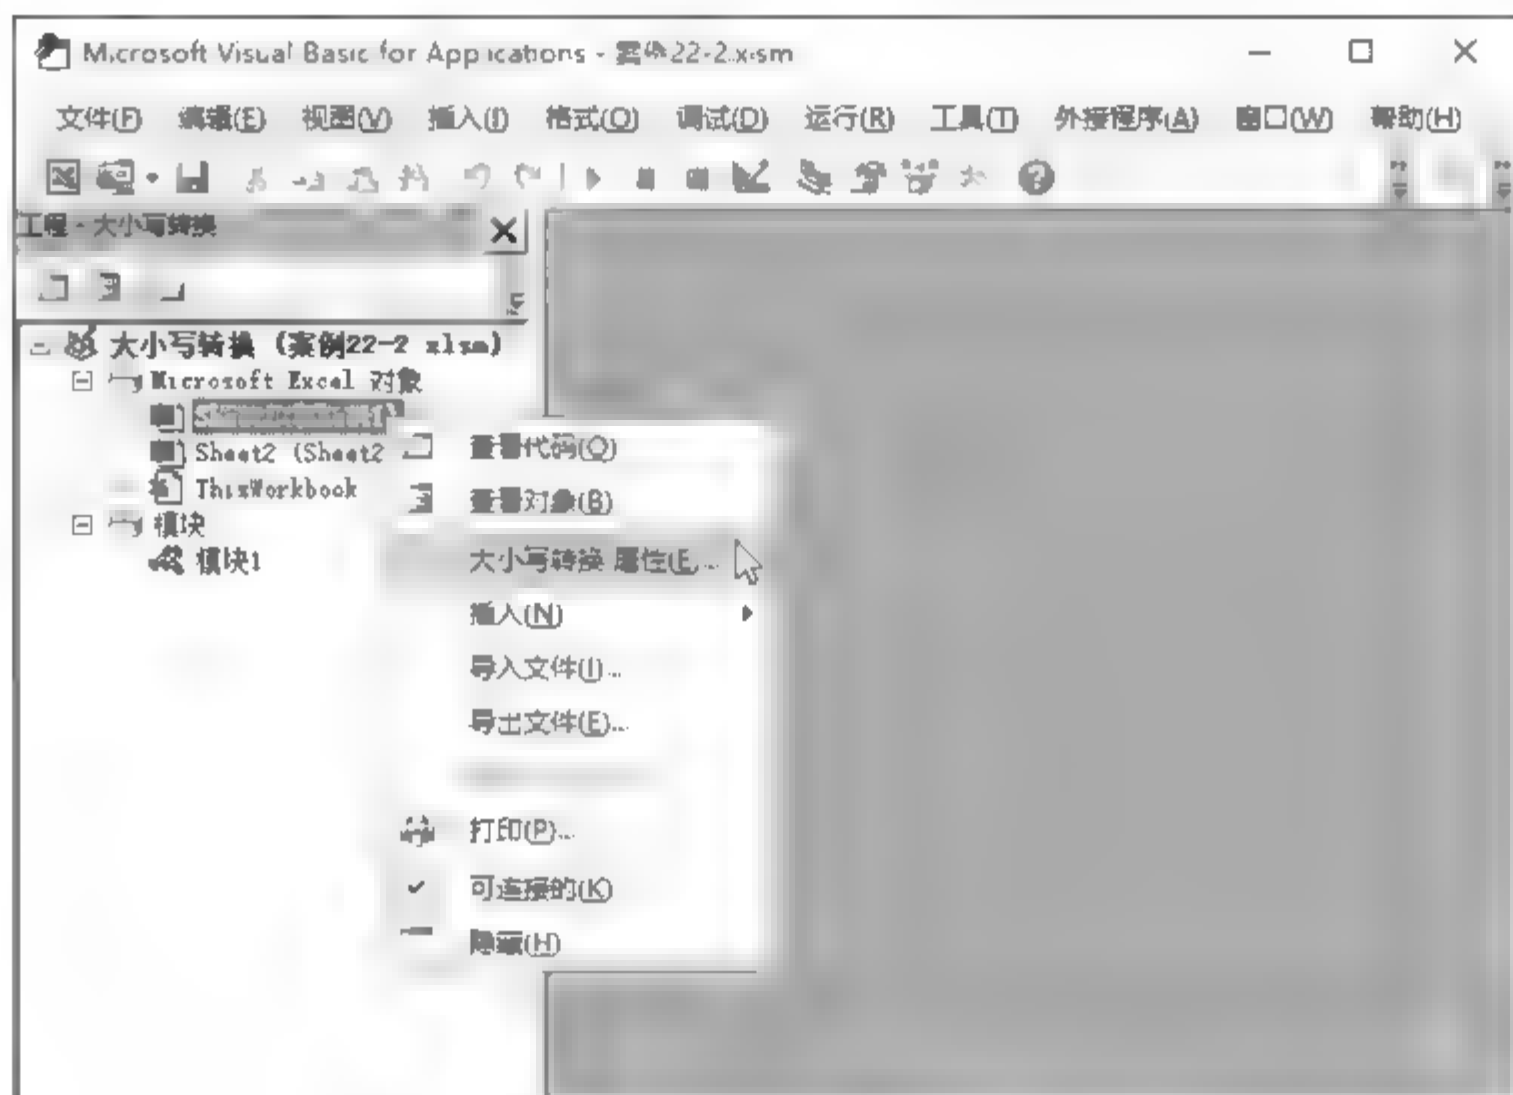 Microsoft Visual Basic for Applications - 案例22-2.xlsm
文件(F) 编辑(E) 视图(V) 插入(I) 格式(O) 调试(D) 运行(R) 工具(T) 外接程序(A) 窗口(W) 帮助(H)
工程 - 大小写转换
大小写转换 (案例22-2.xlsm)
Microsoft Excel 对象
Sheet2 (Sheet2
ThisWorkbook
模块
模块1
查看代码(O)
查看对象(B)
大小写转换 属性(E)...
插入(N)
导入文件(I)...
导出文件(E)...
打印(P)...
可连接的(K)
隐藏(H)